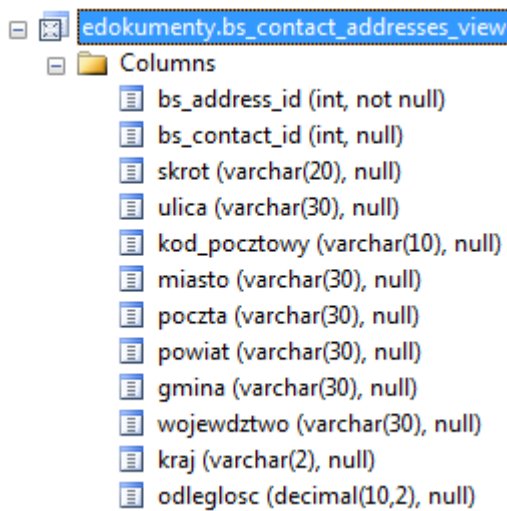 edokumenty.bs_contact_addresses_view
Columns
bs_address_id (int, not null)
bs_contact_id (int, null)
skrot (varchar(20), null)
ulica (varchar(30), null)
kod_pocztowy (varchar(10), null)
miasto (varchar(30), null)
poczta (varchar(30), null)
powiat (varchar(30), null)
gmina (varchar(30), null)
wojewdztwo (varchar(30), null)
kraj (varchar(2), null)
odleglosc (decimal(10,2), null)